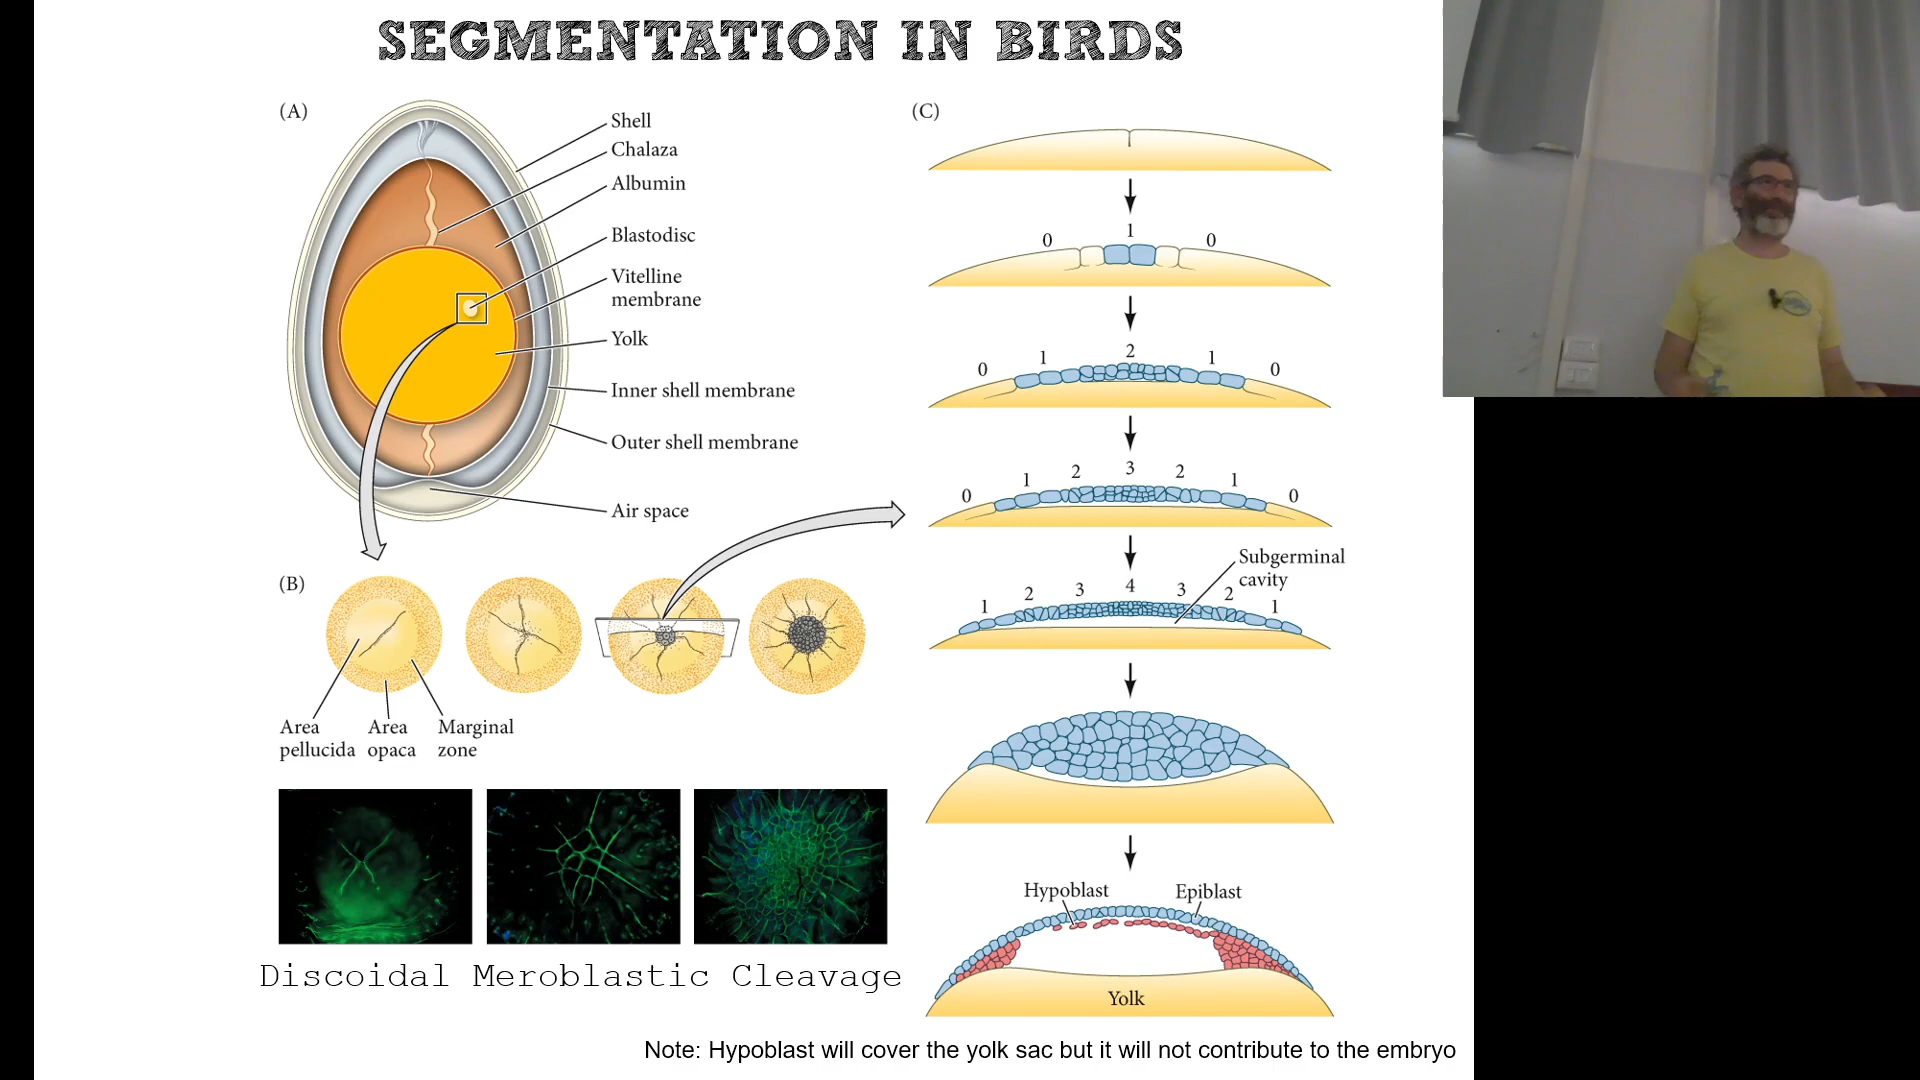 SEGMENTATION IN BIRDS
(A)
Shell
Chalaza
Albumin
Blastodisc
Vitelline
membrane
Yolk
Inner shell membrane
Outer shell membrane
Air space
(B)
Area
pellucida
Area
opaca
Marginal
zone
Discoidal Meroblastic Cleavage
(C)
0 1 0
0 1 2 1 0
0 1 2 3 2 1 0
Subgerminal
cavity
1 2 3 4 3 2 1
Hypoblast
Epiblast
Yolk
Note: Hypoblast will cover the yolk sac but it will not contribute to the embryo